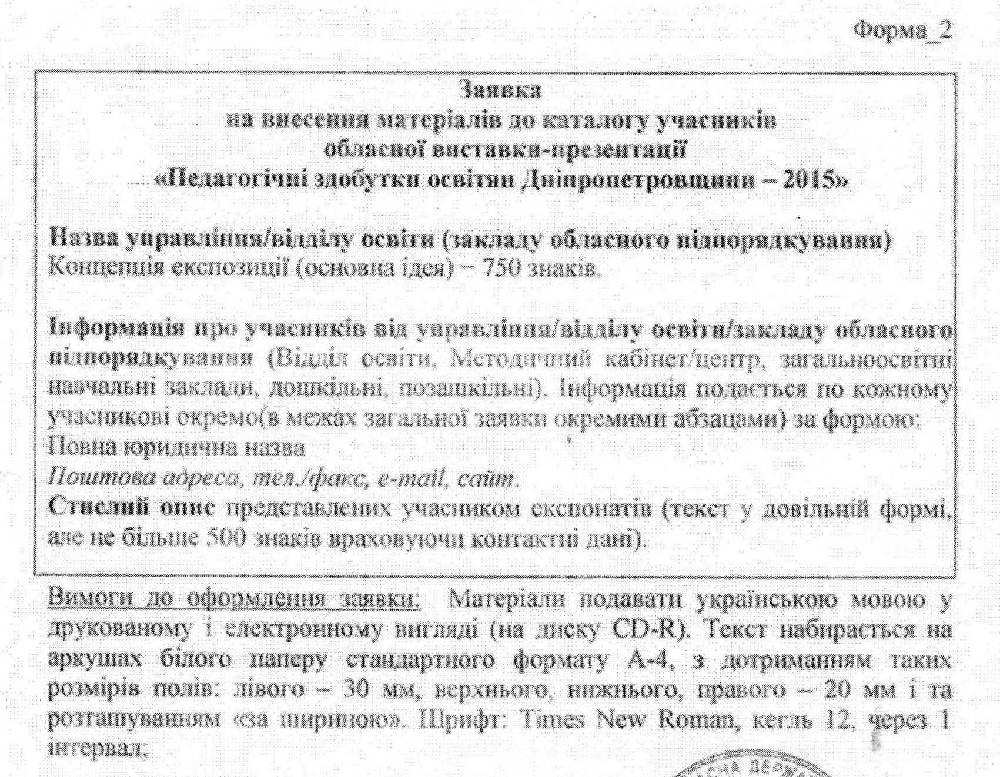 Форма_2
Заявка
на внесення матеріалів до каталогу учасників
обласної виставки-презентації
«Педагогічні здобутки освітян Дніпропетровщини – 2015»
Назва управління/відділу освіти (закладу обласного підпорядкування)
Концепція експозиції (основна ідея) – 750 знаків.
Інформація про учасників від управління/відділу освіти/закладу обласного
підпорядкування (Відділ освіти, Методичний кабінет/центр, загальноосвітні
навчальні заклади, дошкільні, позашкільні). Інформація подається по кожному
учасникові окремо(в межах загальної заявки окремими абзацами) за формою:
Повна юридична назва
Поштова адреса, тел./факс, e-mail, сайт.
Стислий опис представлених учасником експонатів (текст у довільній формі,
але не більше 500 знаків враховуючи контактні дані).
Вимоги до оформлення заявки: Матеріали подавати українською мовою у
друкованому і електронному вигляді (на диску CD-R). Текст набирається на
аркушах білого паперу стандартного формату А-4, з дотриманням таких
розмірів полів: лівого – 30 мм, верхнього, нижнього, правого – 20 мм і та
розташуванням «за шириною». Шрифт: Times New Roman, кегль 12, через 1
інтервал;